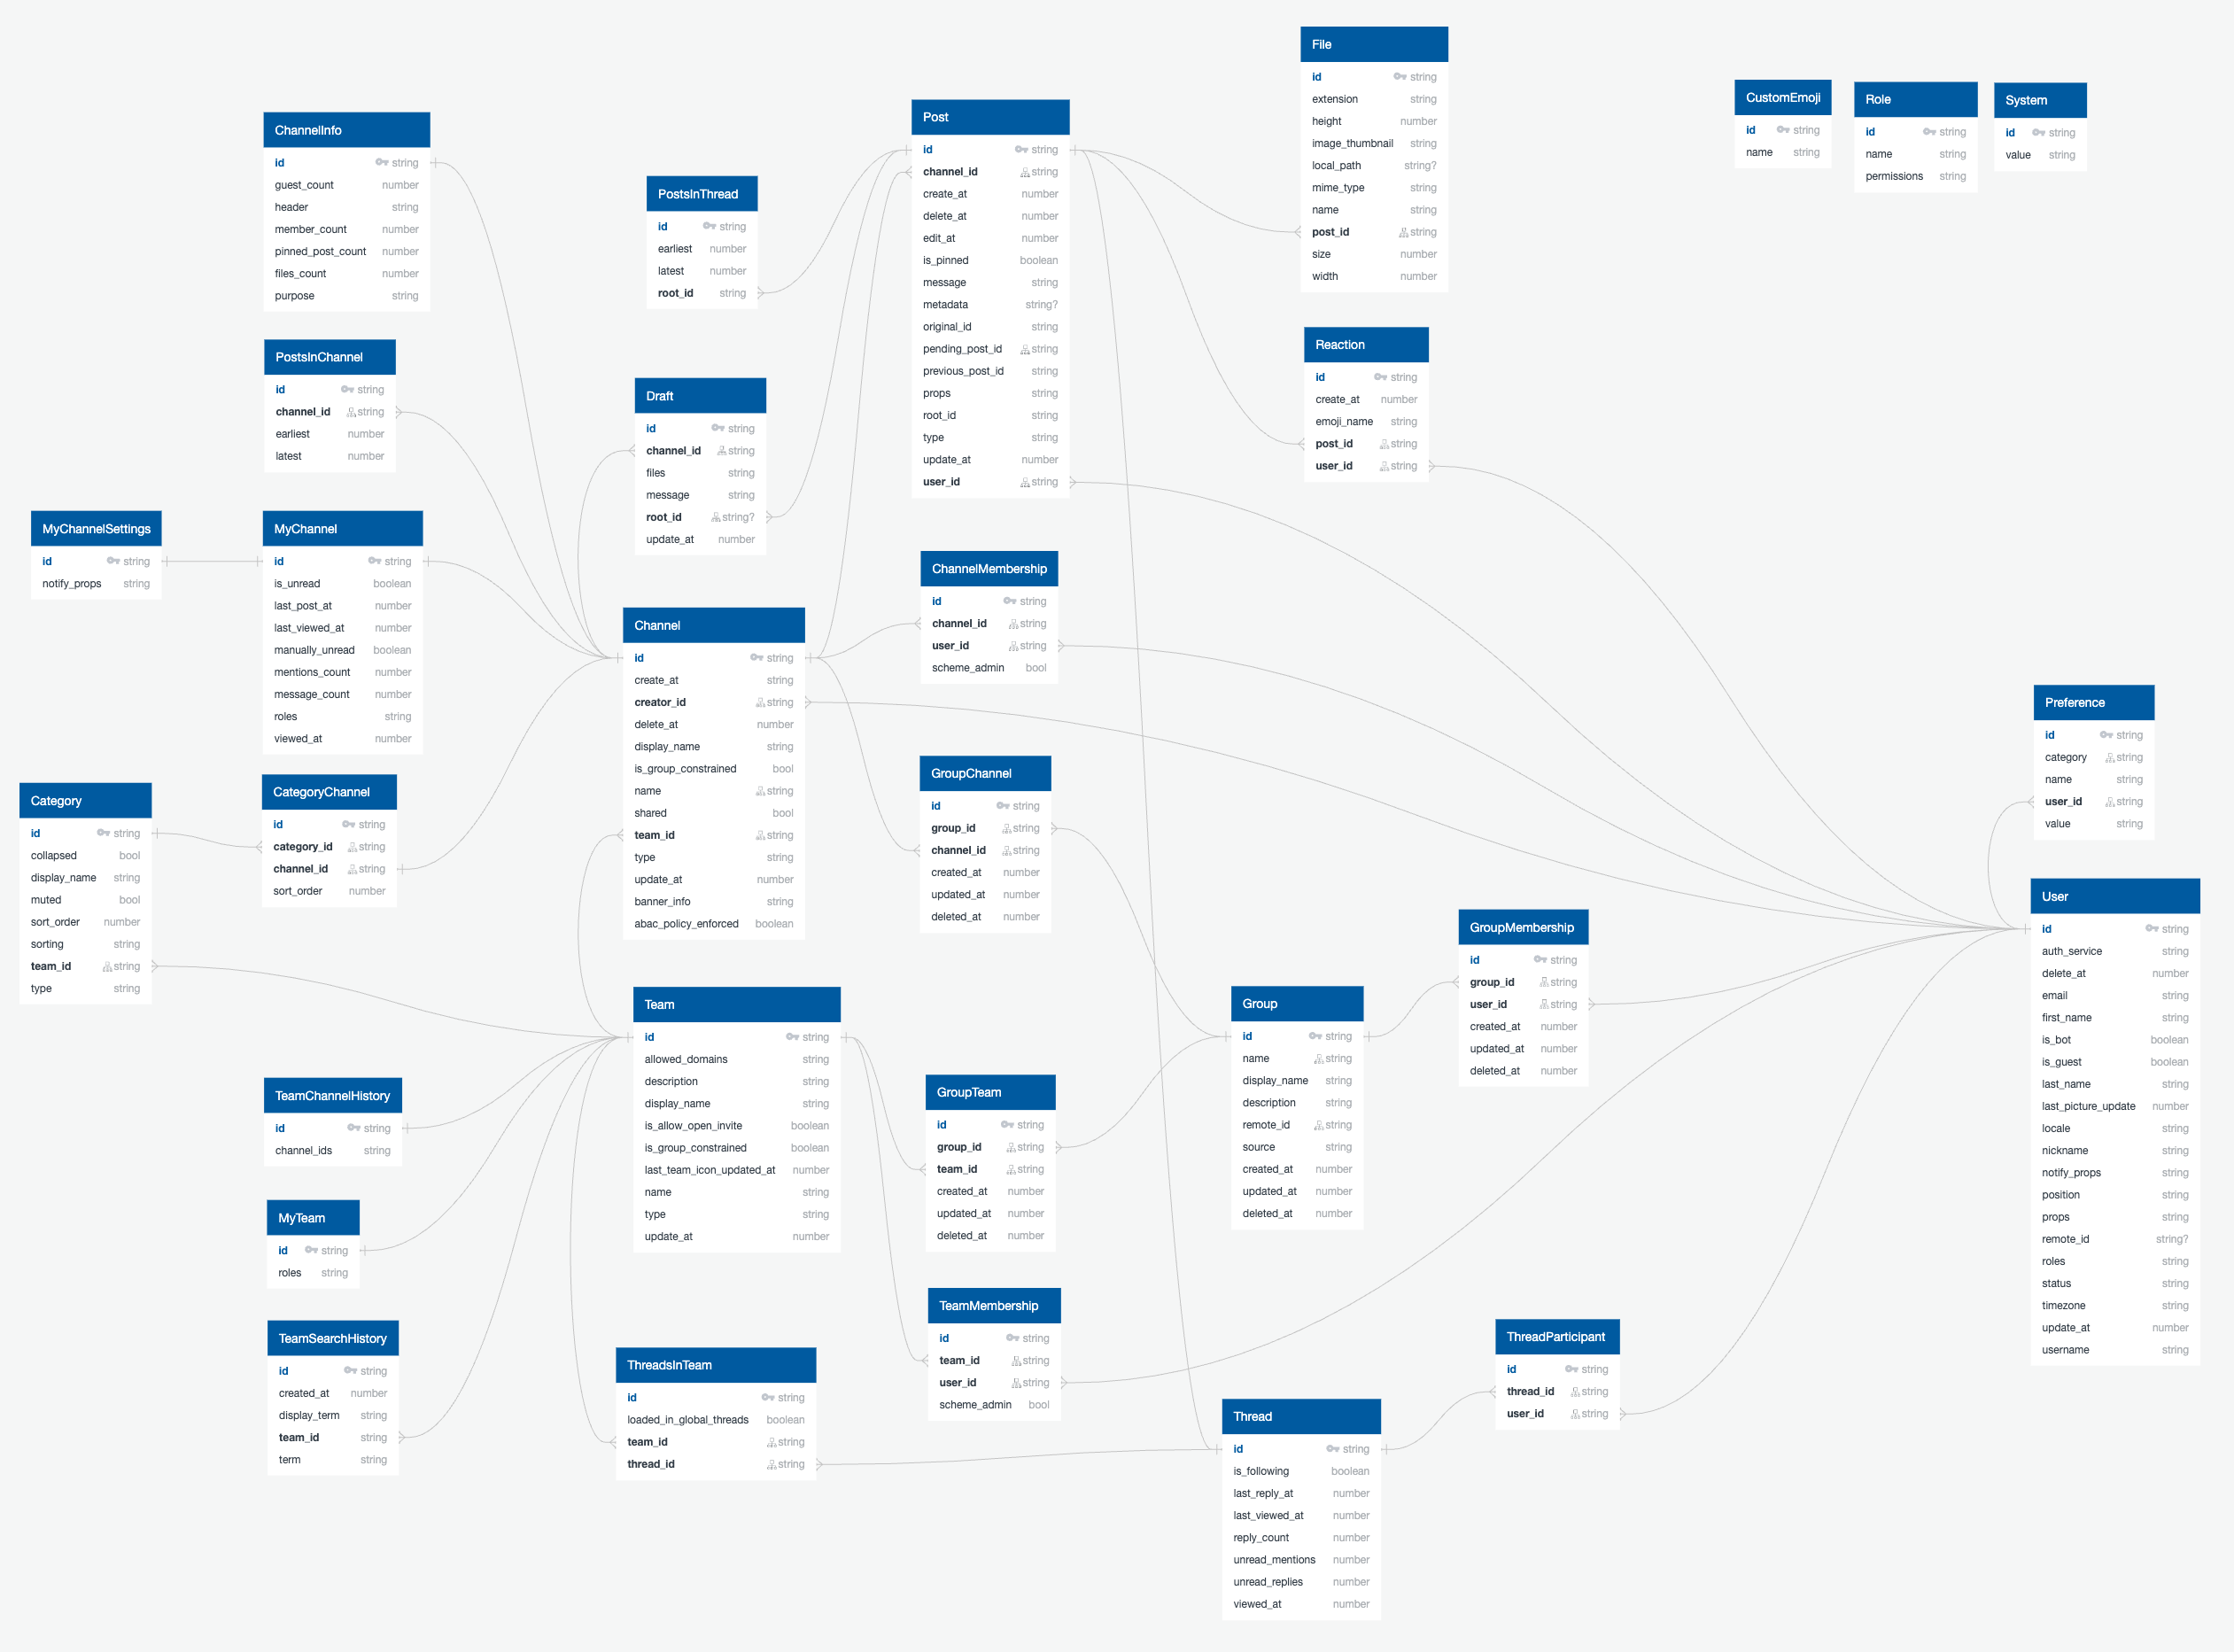 File
id string
extension string
height number
image_thumbnail string
local_path string?
mime_type string
name string
post_id string
size number
width number
CustomEmoji
id string
name string
Role
id string
name string
permissions string
System
id string
value string
ChannelInfo
id string
guest_count number
header string
member_count number
pinned_post_count number
files_count number
purpose string
Post
id string
channel_id string
create_at number
delete_at number
edit_at number
is_pinned boolean
message string
metadata string?
original_id string
pending_post_id string
previous_post_id string
props string
root_id string
type string
update_at number
user_id string
PostsInThread
id string
earliest number
latest number
root_id string
Reaction
id string
create_at number
emoji_name string
post_id string
user_id string
PostsInChannel
id string
channel_id string
earliest number
latest number
Draft
id string
channel_id string
files string
message string
root_id string?
update_at number
MyChannelSettings
id string
notify_props string
MyChannel
id string
is_unread boolean
last_post_at number
last_viewed_at number
manually_unread boolean
mentions_count number
message_count number
roles string
viewed_at number
ChannelMembership
id string
channel_id string
user_id string
scheme_admin bool
Channel
id string
create_at string
creator_id string
delete_at number
display_name string
is_group_constrained bool
name string
shared bool
team_id string
type string
update_at number
banner_info string
abac_policy_enforced boolean
Preference
id string
category string
name string
user_id string
value string
GroupChannel
id string
group_id string
channel_id string
created_at number
updated_at number
deleted_at number
Category
id string
collapsed bool
display_name string
muted bool
sort_order number
sorting string
team_id string
type string
CategoryChannel
id string
category_id string
channel_id string
sort_order number
User
id string
auth_service string
delete_at number
email string
first_name string
is_bot boolean
is_guest boolean
last_name string
last_picture_update number
locale string
nickname string
notify_props string
position string
props string
remote_id string?
roles string
status string
timezone string
update_at number
username string
GroupMembership
id string
group_id string
user_id string
created_at number
updated_at number
deleted_at number
Team
id string
allowed_domains string
description string
display_name string
is_allow_open_invite boolean
is_group_constrained boolean
last_team_icon_updated_at number
name string
type string
update_at number
Group
id string
name string
display_name string
description string
remote_id string
source string
created_at number
updated_at number
deleted_at number
TeamChannelHistory
id string
channel_ids string
GroupTeam
id string
group_id string
team_id string
created_at number
updated_at number
deleted_at number
MyTeam
id string
roles string
TeamMembership
id string
team_id string
user_id string
scheme_admin bool
TeamSearchHistory
id string
created_at number
display_term string
team_id string
term string
ThreadsInTeam
id string
loaded_in_global_threads boolean
team_id string
thread_id string
ThreadParticipant
id string
thread_id string
user_id string
Thread
id string
is_following boolean
last_reply_at number
last_viewed_at number
reply_count number
unread_mentions number
unread_replies number
viewed_at number